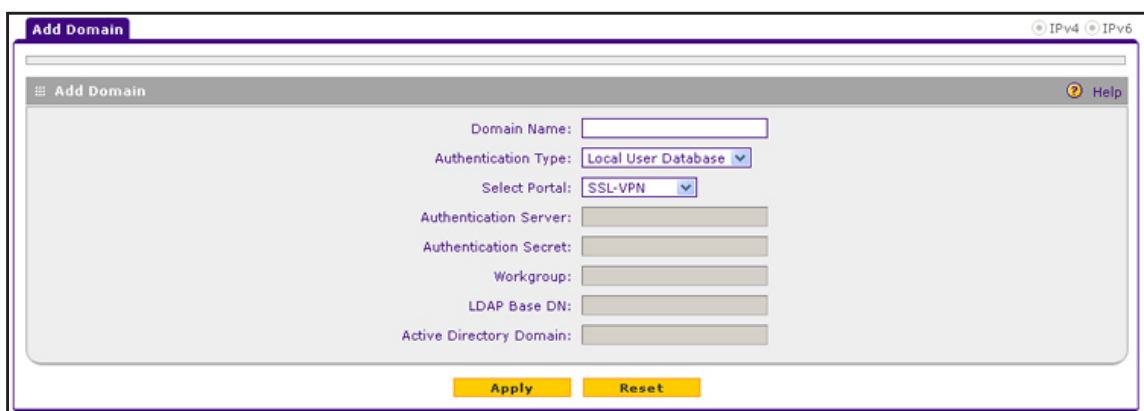 Add Domain
IPv4 IPv6
Add Domain
Help
Domain Name:
Authentication Type: Local User Database
Select Portal: SSL-VPN
Authentication Server:
Authentication Secret:
Workgroup:
LDAP Base DN:
Active Directory Domain:
Apply Reset